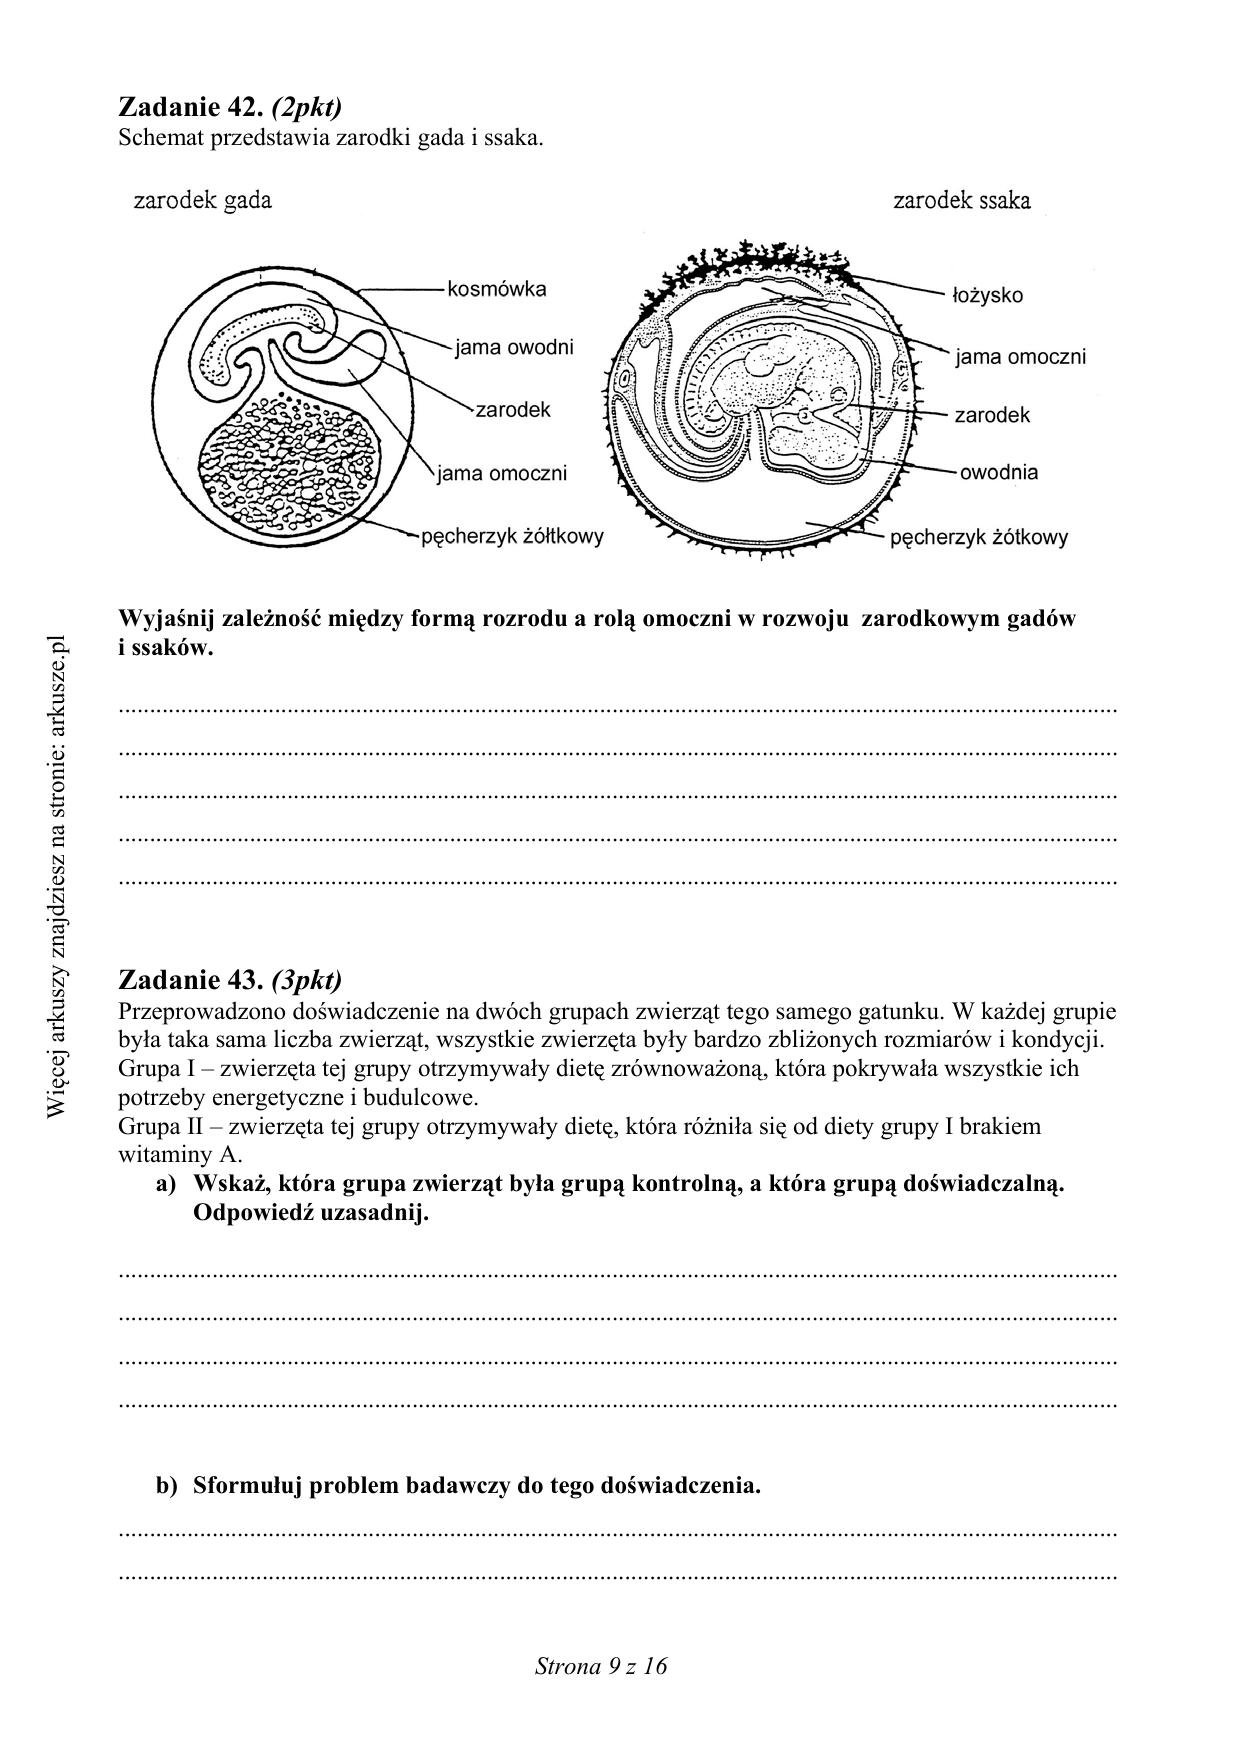 Zadanie 42. (2pkt)
Schemat przedstawia zarodki gada i ssaka.
zarodek gada
zarodek ssaka
kosmówka
jama owodni
zarodek
jama omoczni
pęcherzyk żółtkowy
łożysko
jama omoczni
zarodek
owodnia
pęcherzyk żótkowy
Wyjaśnij zależność między formą rozrodu a rolą omoczni w rozwoju zarodkowym gadów
i ssaków.
Zadanie 43. (3pkt)
Przeprowadzono doświadczenie na dwóch grupach zwierząt tego samego gatunku. W każdej grupie
była taka sama liczba zwierząt, wszystkie zwierzęta były bardzo zbliżonych rozmiarów i kondycji.
Grupa I – zwierzęta tej grupy otrzymywały dietę zrównoważoną, która pokrywała wszystkie ich
potrzeby energetyczne i budulcowe.
Grupa II – zwierzęta tej grupy otrzymywały dietę, która różniła się od diety grupy I brakiem
witaminy A.
a) Wskaż, która grupa zwierząt była grupą kontrolną, a która grupą doświadczalną.
Odpowiedź uzasadnij.
b) Sformułuj problem badawczy do tego doświadczenia.
Strona 9 z 16
Więcej arkuszy znajdziesz na stronie: arkusze.pl